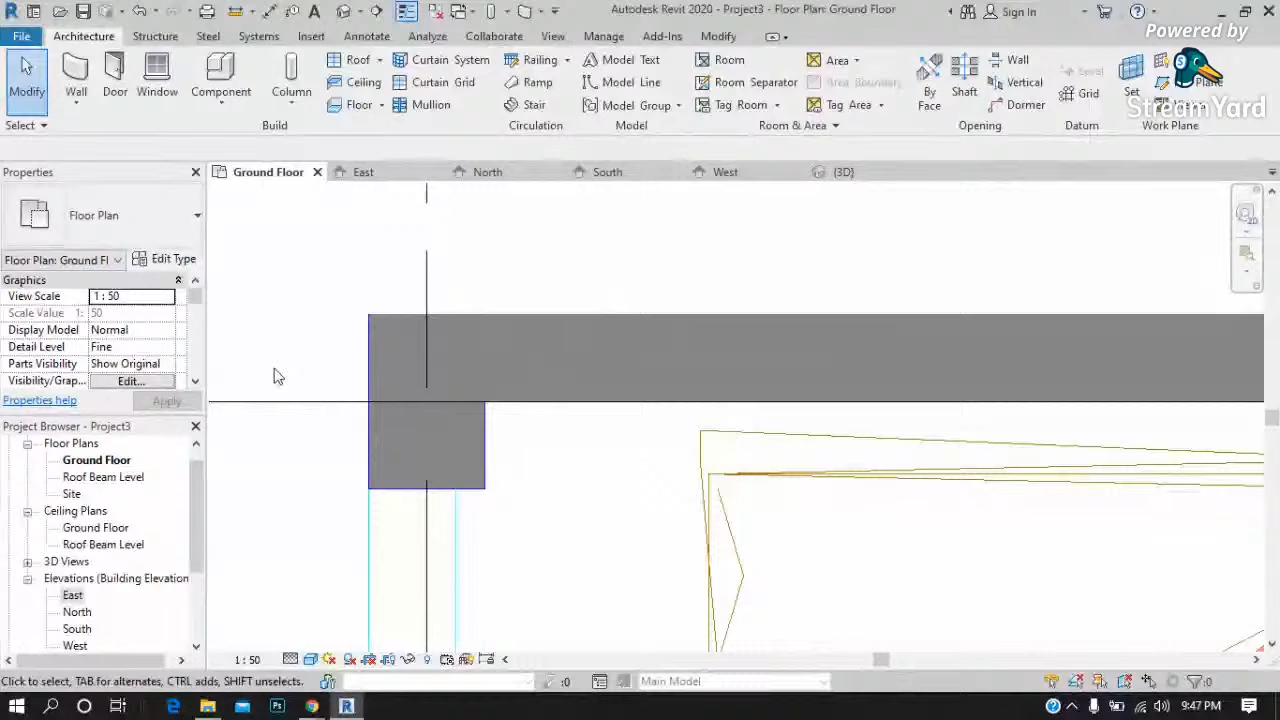 Autodesk Revit 2020 - Project3 - Floor Plan: Ground Floor
Sign In
Powered by
StreamYard
File Architecture Structure Steel Systems Insert Annotate Analyze Collaborate View Manage Add-Ins Modify
Modify Wall Door Window Component Column
Roof Curtain System Railing Model Text Room Area Wall
Ceiling Curtain Grid Ramp Model Line Room Separator Area Boundary Vertical Level
Floor Mullion Stair Model Group Tag Room Tag Area Dormer Grid
By Face Shaft Set Plane
Select Build Circulation Model Room & Area Opening Datum Work Plane
Properties
Ground Floor East North South West {3D}
Floor Plan
Floor Plan: Ground Fl Edit Type
Graphics
View Scale 1 : 50
Scale Value 1: 50
Display Model Normal
Detail Level Fine
Parts Visibility Show Original
Visibility/Grap... Edit...
Properties help Apply
Project Browser - Project3
Floor Plans
Ground Floor
Roof Beam Level
Site
Ceiling Plans
Ground Floor
Roof Beam Level
3D Views
Elevations (Building Elevation
East
North
South
West
2D
1 : 50
Click to select, TAB for alternates, CTRL adds, SHIFT unselects. :0 Main Model :0
9:47 PM